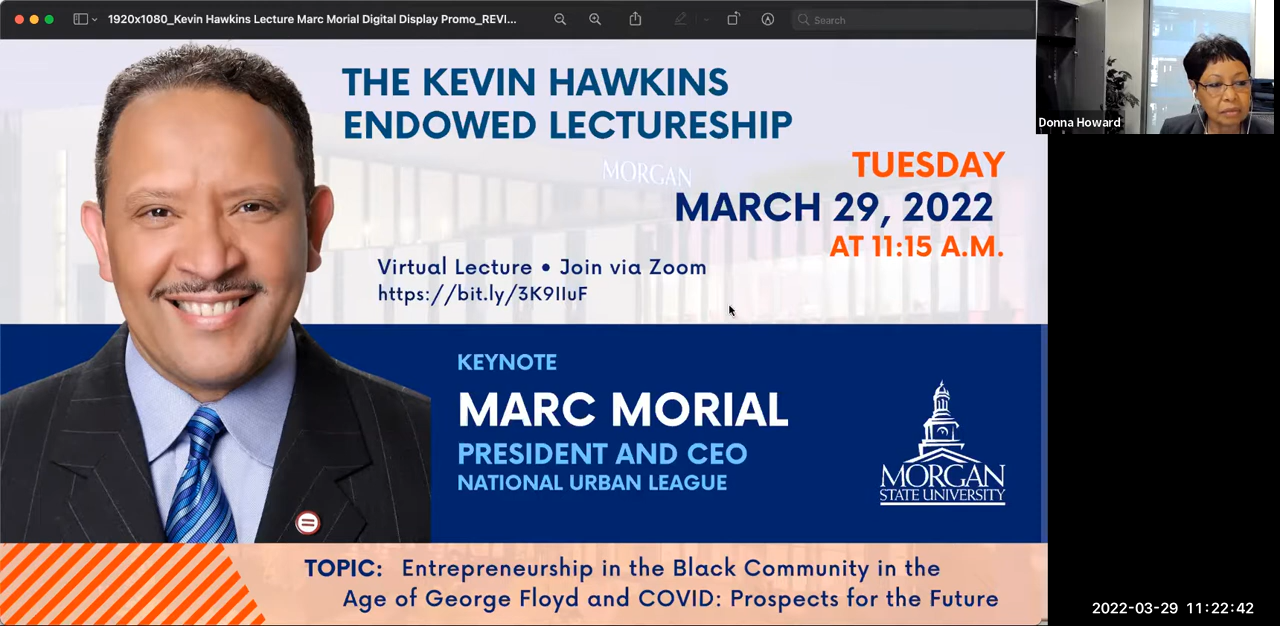 1920x1080_Kevin Hawkins Lecture Marc Morial Digital Display Promo_REVI...
Search
THE KEVIN HAWKINS
ENDOWED LECTURESHIP
Donna Howard
MORGAN
TUESDAY
MARCH 29, 2022
AT 11:15 A.M.
Virtual Lecture • Join via Zoom
https://bit.ly/3K9IIuF
KEYNOTE
MARC MORIAL
PRESIDENT AND CEO
NATIONAL URBAN LEAGUE
MORGAN
STATE UNIVERSITY
TOPIC: Entrepreneurship in the Black Community in the
Age of George Floyd and COVID: Prospects for the Future
2022-03-29 11:22:42